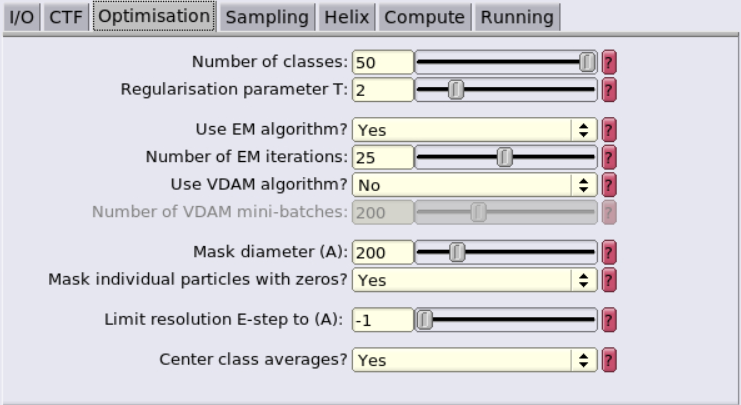 I/O CTF Optimisation Sampling Helix Compute Running
Number of classes: 50 ?
Regularisation parameter T: 2 ?
Use EM algorithm? Yes ?
Number of EM iterations: 25 ?
Use VDAM algorithm? No ?
Number of VDAM mini-batches: 200 ?
Mask diameter (A): 200 ?
Mask individual particles with zeros? Yes ?
Limit resolution E-step to (A): -1 ?
Center class averages? Yes ?